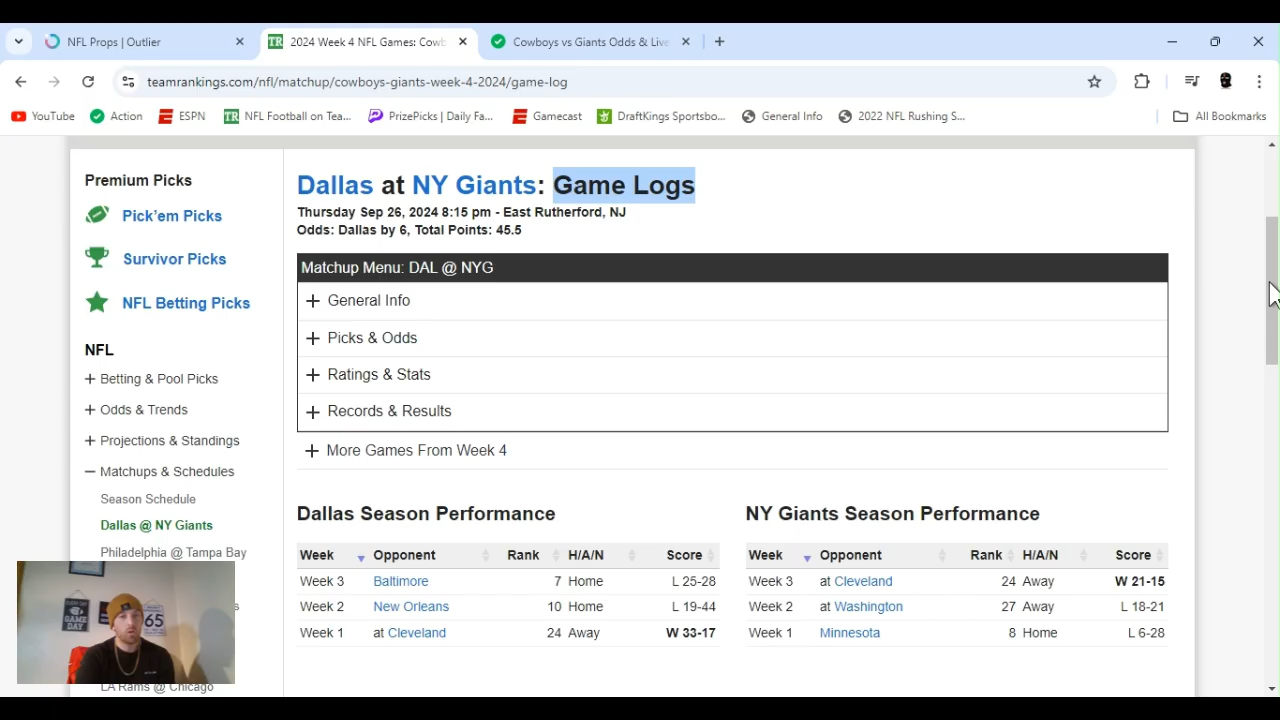 NFL Props | Outlier
2024 Week 4 NFL Games: Cowb
Cowboys vs Giants Odds & Live
teamrankings.com/nfl/matchup/cowboys-giants-week-4-2024/game-log
YouTube
Action
ESPN
NFL Football on Tea...
PrizePicks | Daily Fa...
Gamecast
DraftKings Sportsbo...
General Info
2022 NFL Rushing S...
All Bookmarks
Premium Picks
Pick'em Picks
Survivor Picks
NFL Betting Picks
NFL
+ Betting & Pool Picks
+ Odds & Trends
+ Projections & Standings
— Matchups & Schedules
Season Schedule
Dallas @ NY Giants
Philadelphia @ Tampa Bay
LA Rams @ Chicago
Dallas at NY Giants: Game Logs
Thursday Sep 26, 2024 8:15 pm - East Rutherford, NJ
Odds: Dallas by 6, Total Points: 45.5
Matchup Menu: DAL @ NYG
+ General Info
+ Picks & Odds
+ Ratings & Stats
+ Records & Results
+ More Games From Week 4
Dallas Season Performance
Week Opponent Rank H/A/N Score
Week 3 Baltimore 7 Home L 25-28
Week 2 New Orleans 10 Home L 19-44
Week 1 at Cleveland 24 Away W 33-17
NY Giants Season Performance
Week Opponent Rank H/A/N Score
Week 3 at Cleveland 24 Away W 21-15
Week 2 at Washington 27 Away L 18-21
Week 1 Minnesota 8 Home L 6-28
GAME
DAY
65